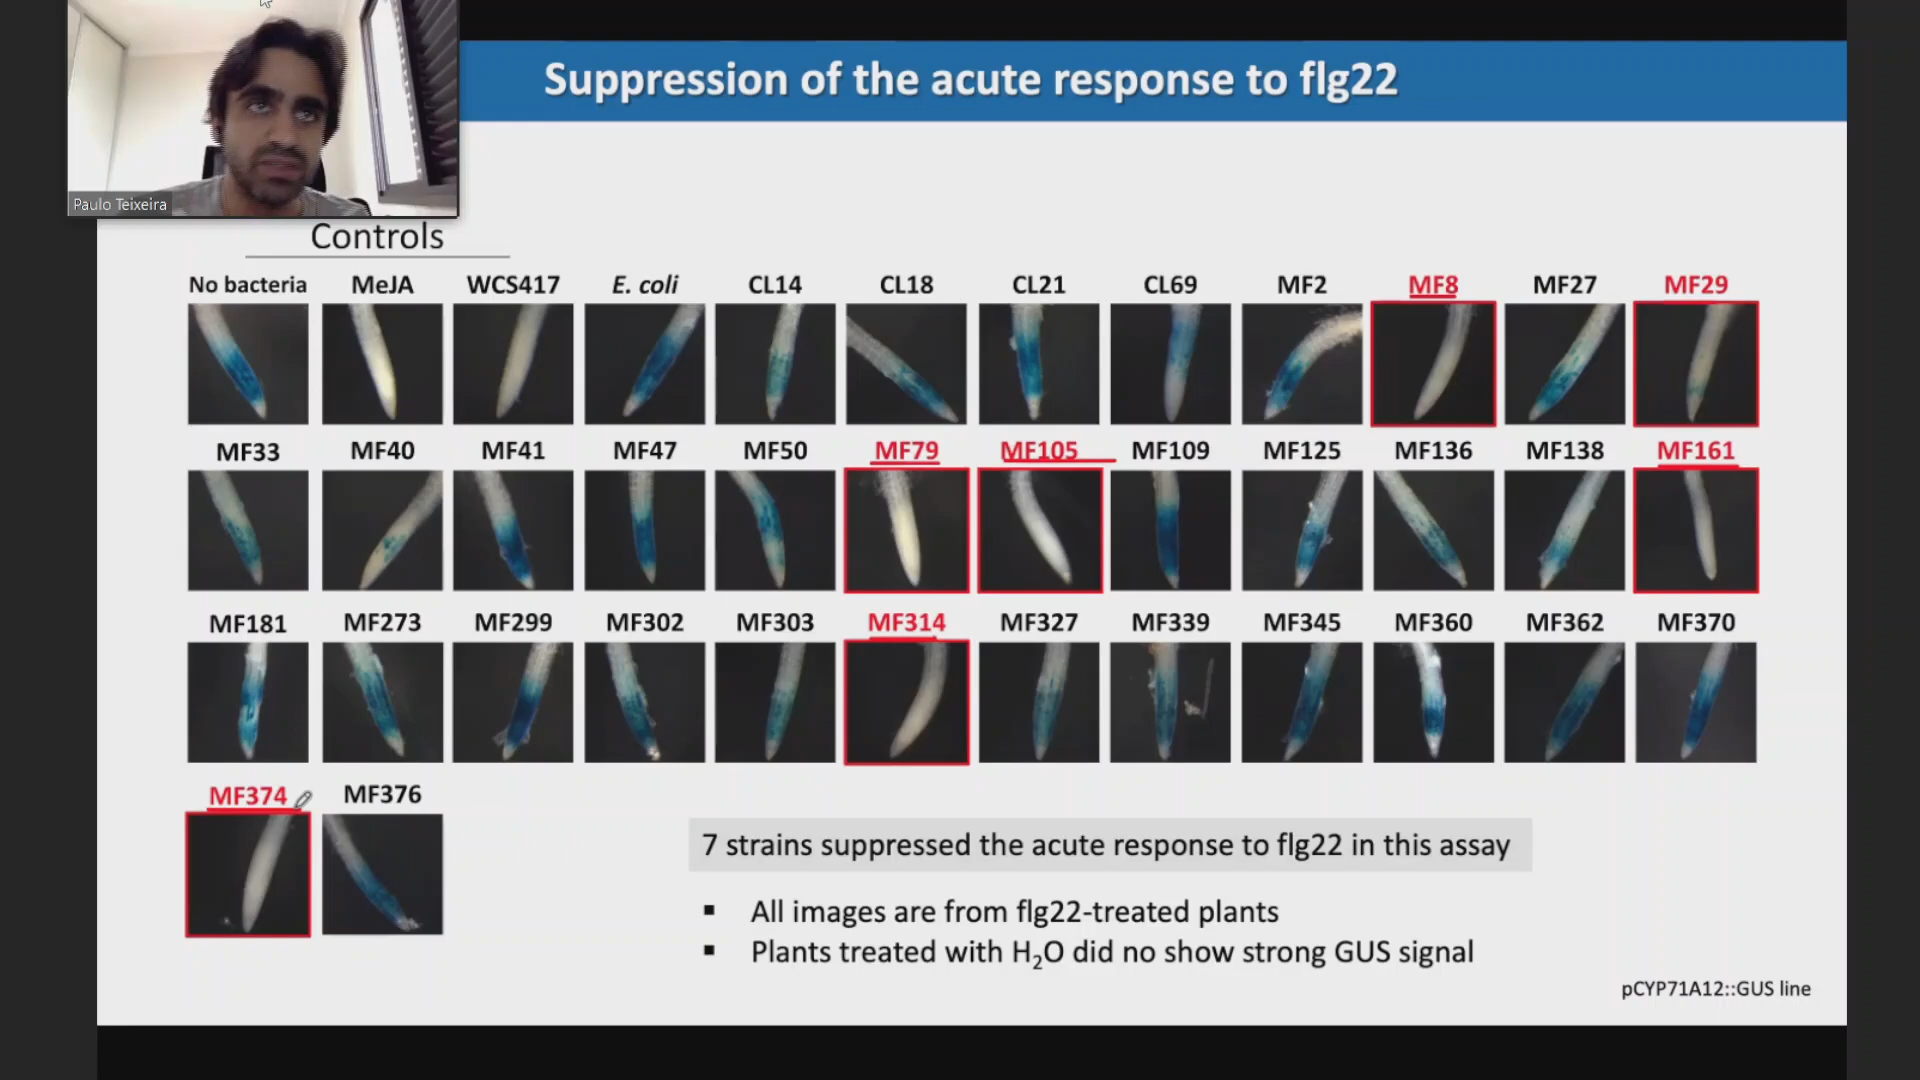 Suppression of the acute response to flg22
Paulo Teixeira
Controls
No bacteria MeJA WCS417 E. coli CL14 CL18 CL21 CL69 MF2 MF8 MF27 MF29
MF33 MF40 MF41 MF47 MF50 MF79 MF105 MF109 MF125 MF136 MF138 MF161
MF181 MF273 MF299 MF302 MF303 MF314 MF327 MF339 MF345 MF360 MF362 MF370
MF374 MF376
7 strains suppressed the acute response to flg22 in this assay
▪ All images are from flg22-treated plants
▪ Plants treated with H₂O did no show strong GUS signal
pCYP71A12::GUS line